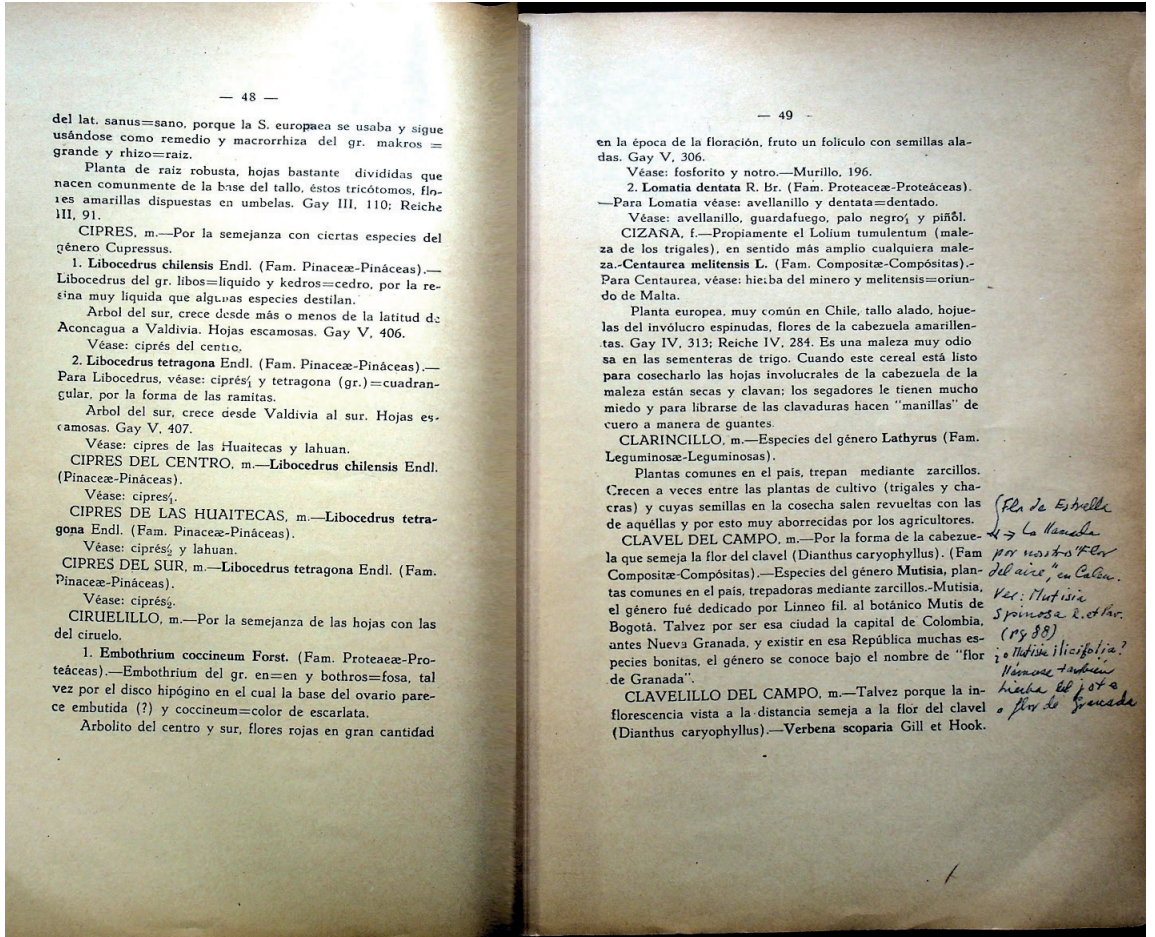 — 48 —
del lat. sanus=sano, porque la S. europaea se usaba y sigue
usándose como remedio y macrorrhiza del gr. makros =
grande y rhizo=raiz.
Planta de raiz robusta, hojas bastante divididas que
nacen comunmente de la base del tallo, éstos tricótomos, flo-
res amarillas dispuestas en umbelas. Gay III, 110; Reiche
III, 91.
CIPRES, m.—Por la semejanza con ciertas especies del
género Cupressus.
1. Libocedrus chilensis Endl. (Fam. Pinaceæ-Pináceas).—
Libocedrus del gr. libos=líquido y kedros=cedro, por la re-
sina muy liquida que algunas especies destilan.
Arbol del sur, crece desde más o menos de la latitud de
Aconcagua a Valdivia. Hojas escamosas. Gay V, 406.
Véase: ciprés del centro.
2. Libocedrus tetragona Endl. (Fam. Pinaceæ-Pináceas).—
Para Libocedrus, véase: ciprés/1 y tetragona (gr.)=cuadran-
gular, por la forma de las ramitas.
Arbol del sur, crece desde Valdivia al sur. Hojas es-
camosas. Gay V, 407.
Véase: cipres de las Huaitecas y lahuan.
CIPRES DEL CENTRO, m.—Libocedrus chilensis Endl.
(Pinaceæ-Pináceas).
Véase: cipres/1.
CIPRES DE LAS HUAITECAS, m.—Libocedrus tetra-
gona Endl. (Fam. Pinaceæ-Pináceas).
Véase: ciprés/2 y lahuan.
CIPRES DEL SUR, m.—Libocedrus tetragona Endl. (Fam.
Pinaceæ-Pináceas).
Véase: ciprés/2.
CIRUELILLO, m.—Por la semejanza de las hojas con las
del ciruelo.
1. Embothrium coccineum Forst. (Fam. Proteaeæ-Pro-
teáceas).—Embothrium del gr. en=en y bothros=fosa, tal
vez por el disco hipógino en el cual la base del ovario pare-
ce embutida (?) y coccineum=color de escarlata.
Arbolito del centro y sur, flores rojas en gran cantidad
— 49 -
en la época de la floración, fruto un folículo con semillas ala-
das. Gay V, 306.
Véase: fosforito y notro.—Murillo, 196.
2. Lomatia dentata R. Br. (Fam. Proteaceæ-Proteáceas).
—Para Lomatia véase: avellanillo y dentata=dentado.
Véase: avellanillo, guardafuego, palo negro/1 y piñol.
CIZAÑA, f.—Propiamente el Lolium tumulentum (male-
za de los trigales), en sentido más amplio cualquiera male-
za.-Centaurea melitensis L. (Fam. Compositæ-Compósitas).-
Para Centaurea, véase: hierba del minero y melitensis=oriun-
do de Malta.
Planta europea, muy común en Chile, tallo alado, hojue-
las del invólucro espinudas, flores de la cabezuela amarillen-
tas. Gay IV, 313; Reiche IV, 284. Es una maleza muy odio
sa en las sementeras de trigo. Cuando este cereal está listo
para cosecharlo las hojas involucrales de la cabezuela de la
maleza están secas y clavan; los segadores le tienen mucho
miedo y para librarse de las clavaduras hacen "manillas" de
cuero a manera de guantes.
CLARINCILLO, m.—Especies del género Lathyrus (Fam.
Leguminosæ-Leguminosas).
Plantas comunes en el país, trepan mediante zarcillos.
Crecen a veces entre las plantas de cultivo (trigales y cha-
cras) y cuyas semillas en la cosecha salen revueltas con las
de aquéllas y por esto muy aborrecidas por los agricultores.
CLAVEL DEL CAMPO, m.—Por la forma de la cabezue-
la que semeja la flor del clavel (Dianthus caryophyllus). (Fam
Compositæ-Compósitas).—Especies del género Mutisia, plan-
tas comunes en el país, trepadoras mediante zarcillos.-Mutisia,
el género fué dedicado por Linneo fil. al botánico Mutis de
Bogotá. Talvez por ser esa ciudad la capital de Colombia,
antes Nueva Granada, y existir en esa República muchas es-
pecies bonitas, el género se conoce bajo el nombre de "flor
de Granada".
CLAVELILLO DEL CAMPO, m.—Talvez porque la in-
florescencia vista a la distancia semeja a la flor del clavel
(Dianthus caryophyllus).—Verbena scoparia Gill et Hook.
Flor de Estrella
→ La llamada
por nosotros "Flor
del aire," en Calen.
Ver: Mutisia
Spinosa R. et Pav.
(pg 88)
¿o Mutisia ilicifolia?
llámase también
hierba del jote
o flor de Granada